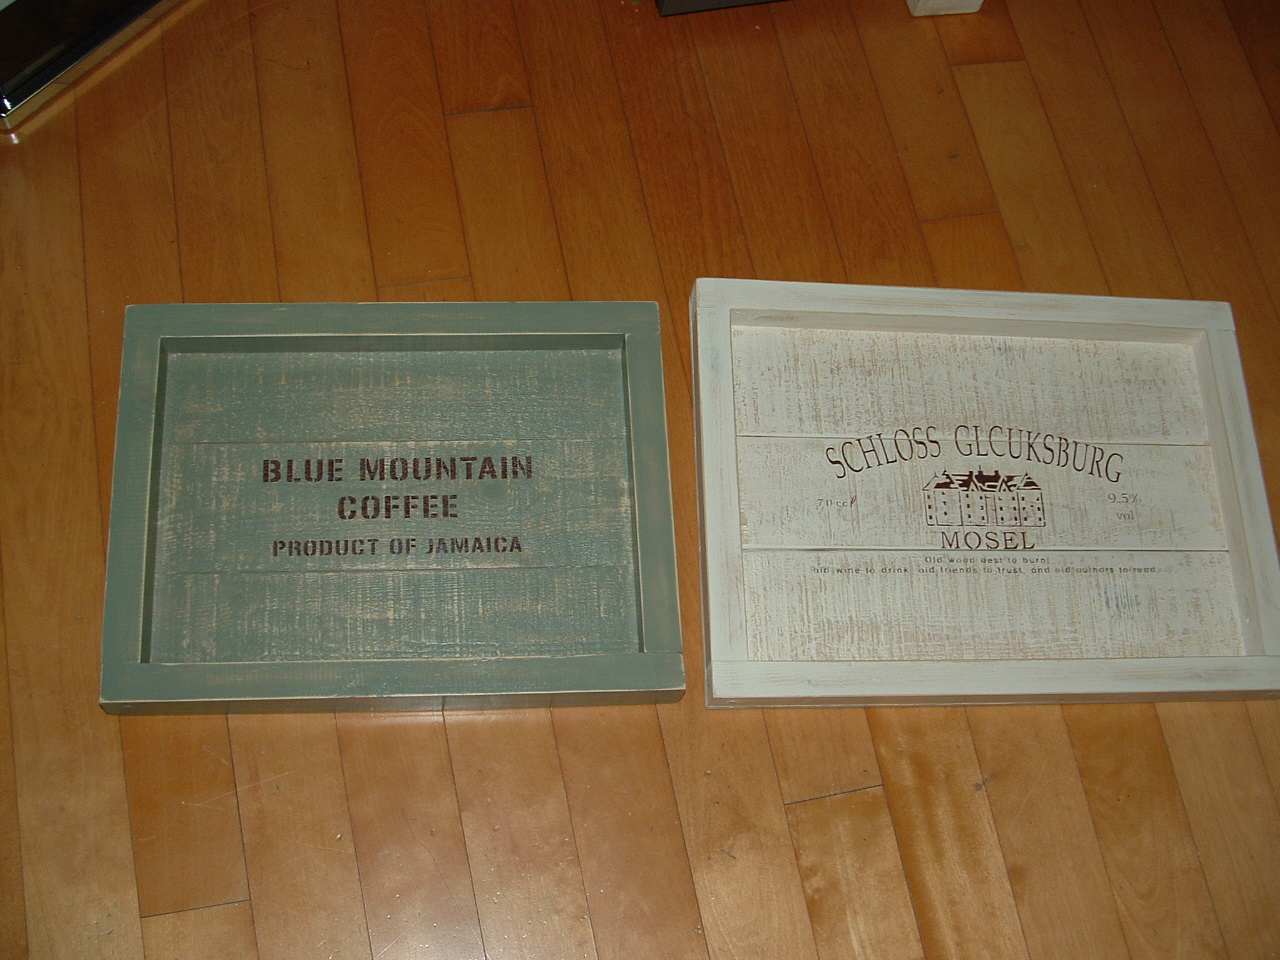 BLUE MOUNTAIN
COFFEE
PRODUCT OF JAMAICA
SCHLOSS GLCUKSBURG
70 ccl
9.5%
vol
MOSEL
Old wood best to burn!
old wine to drink, old friends to trust, and old authors to read.